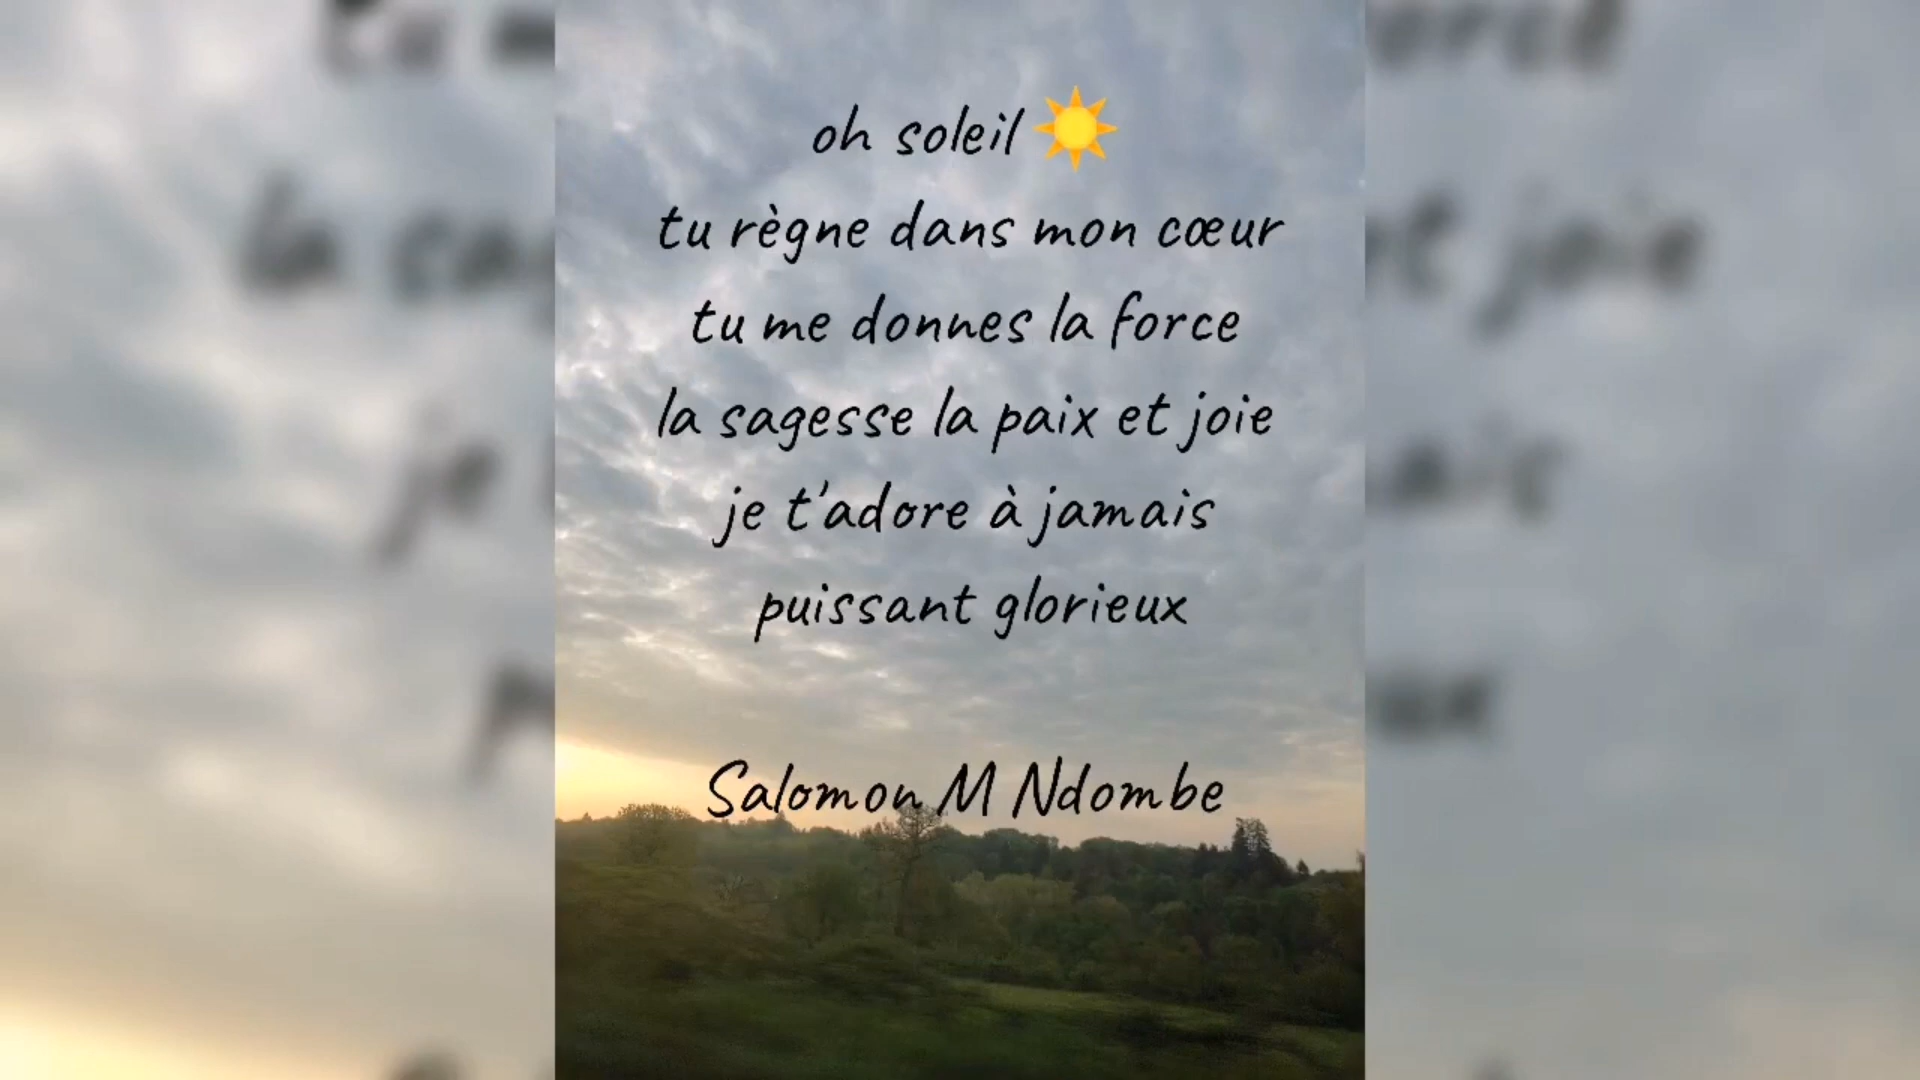 oh soleil ☀️
tu règne dans mon cœur
tu me donnes la force
la sagesse la paix et joie
je t'adore à jamais
puissant glorieux
Salomon M Ndombe